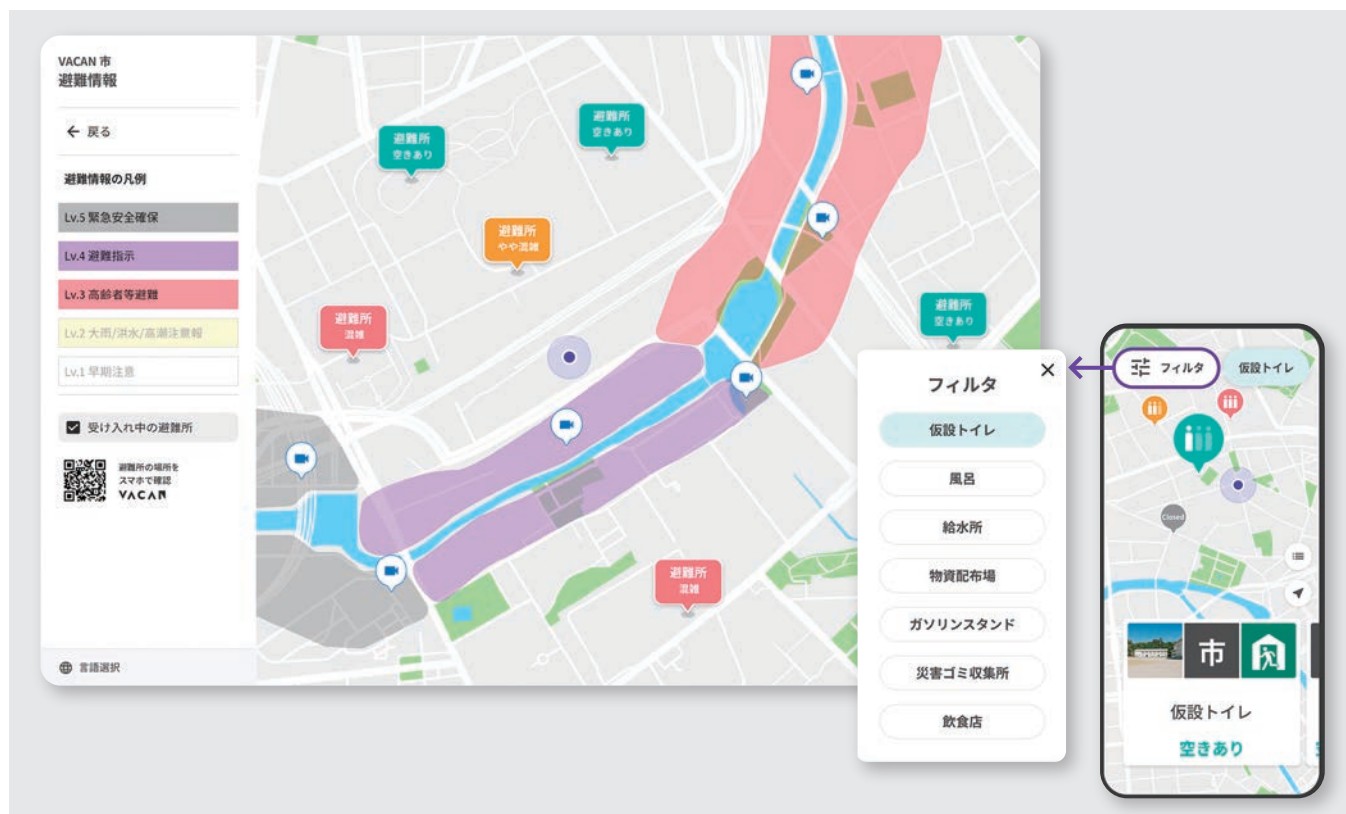 VACAN 市
避難情報
戻る
避難情報の凡例
Lv.5 緊急安全確保
Lv.4 避難指示
Lv.3 高齢者等避難
Lv.2 大雨/洪水/高潮注意報
Lv.1 早期注意
受け入れ中の避難所
避難所の場所を
スマホで確認
VACAN
言語選択
避難所
空きあり
避難所
空きあり
避難所
やや混雑
避難所
混雑
避難所
空きあり
避難所
混雑
フィルタ
仮設トイレ
風呂
給水所
物資配布場
ガソリンスタンド
災害ゴミ収集所
飲食店
フィルタ
仮設トイレ
Closed
市
仮設トイレ
空きあり